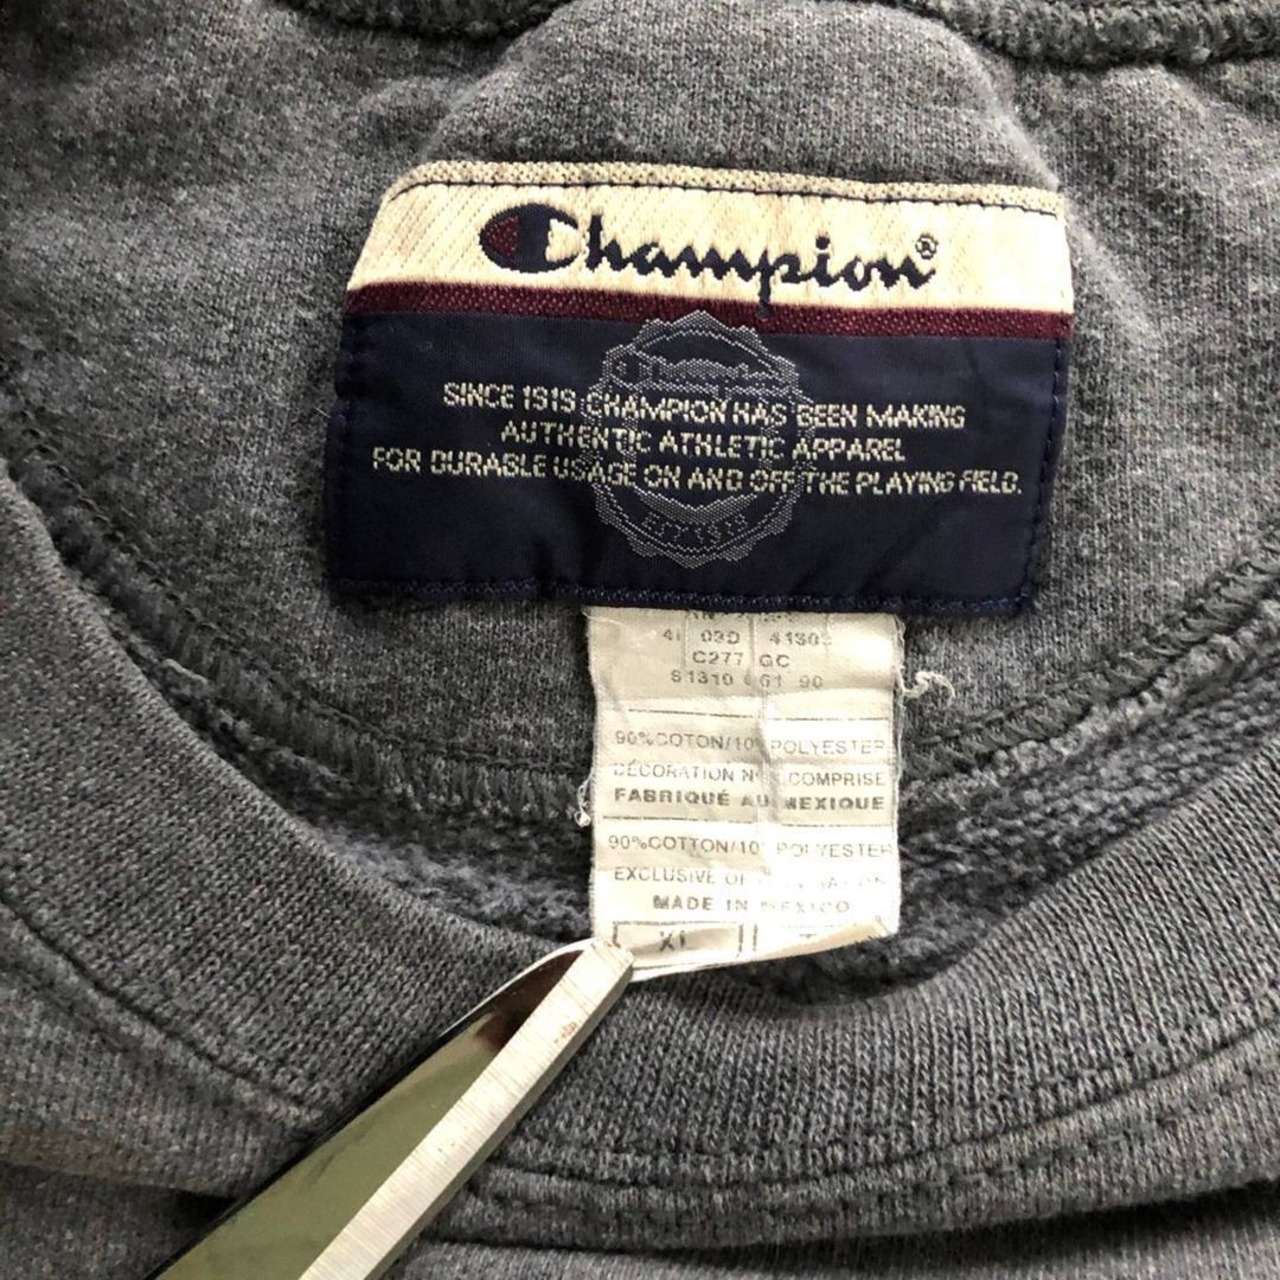 Champion®
SINCE 1919 CHAMPION HAS BEEN MAKING
AUTHENTIC ATHLETIC APPAREL
FOR DURABLE USAGE ON AND OFF THE PLAYING FIELD.
03D
C277 GC
90%COTON/10 POLYESTER
DÉCORATION COMPRISE
FABRIQUÉ AU MEXIQUE
90%COTTON/10 POLYESTER
EXCLUSIVE
MADE IN MEXICO
XL